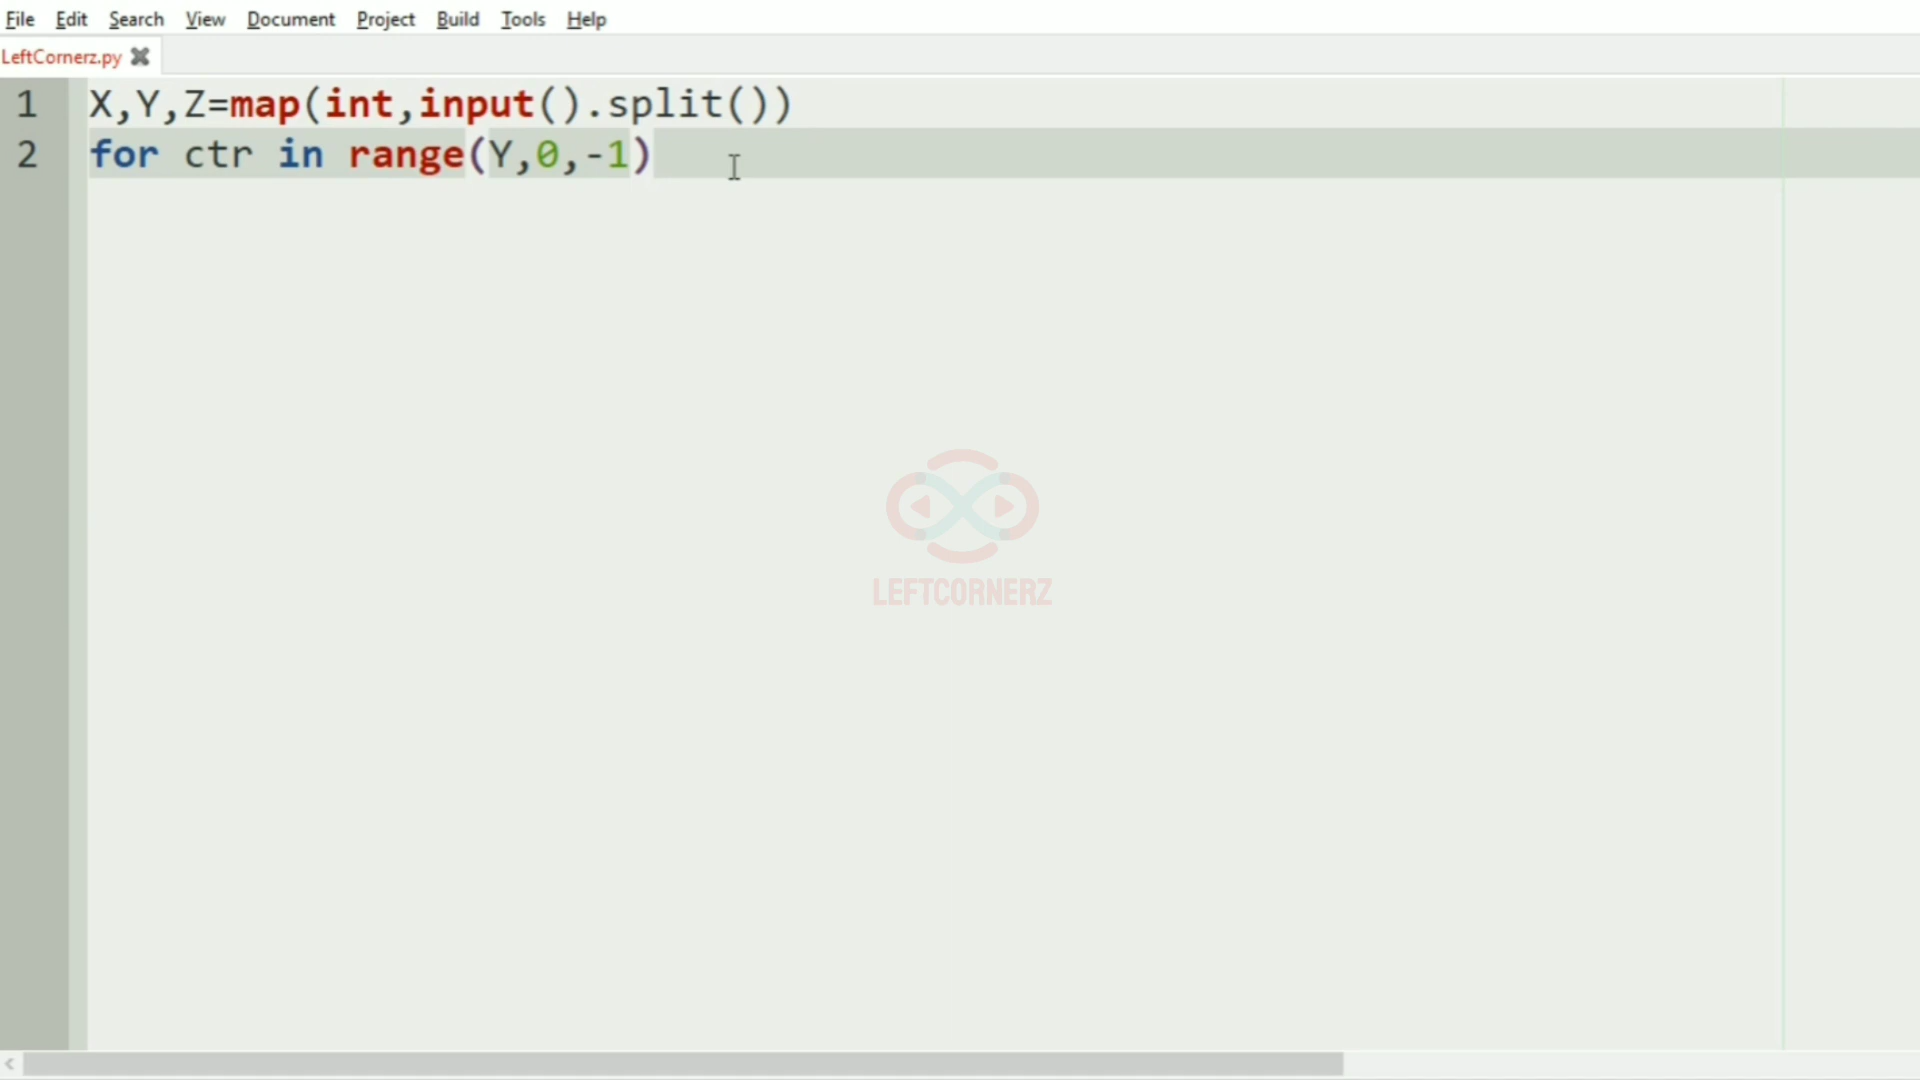 File Edit Search View Document Project Build Tools Help
LeftCornerz.py
1 X,Y,Z=map(int,input().split())
2 for ctr in range(Y,0,-1)
LEFTCORNERZ